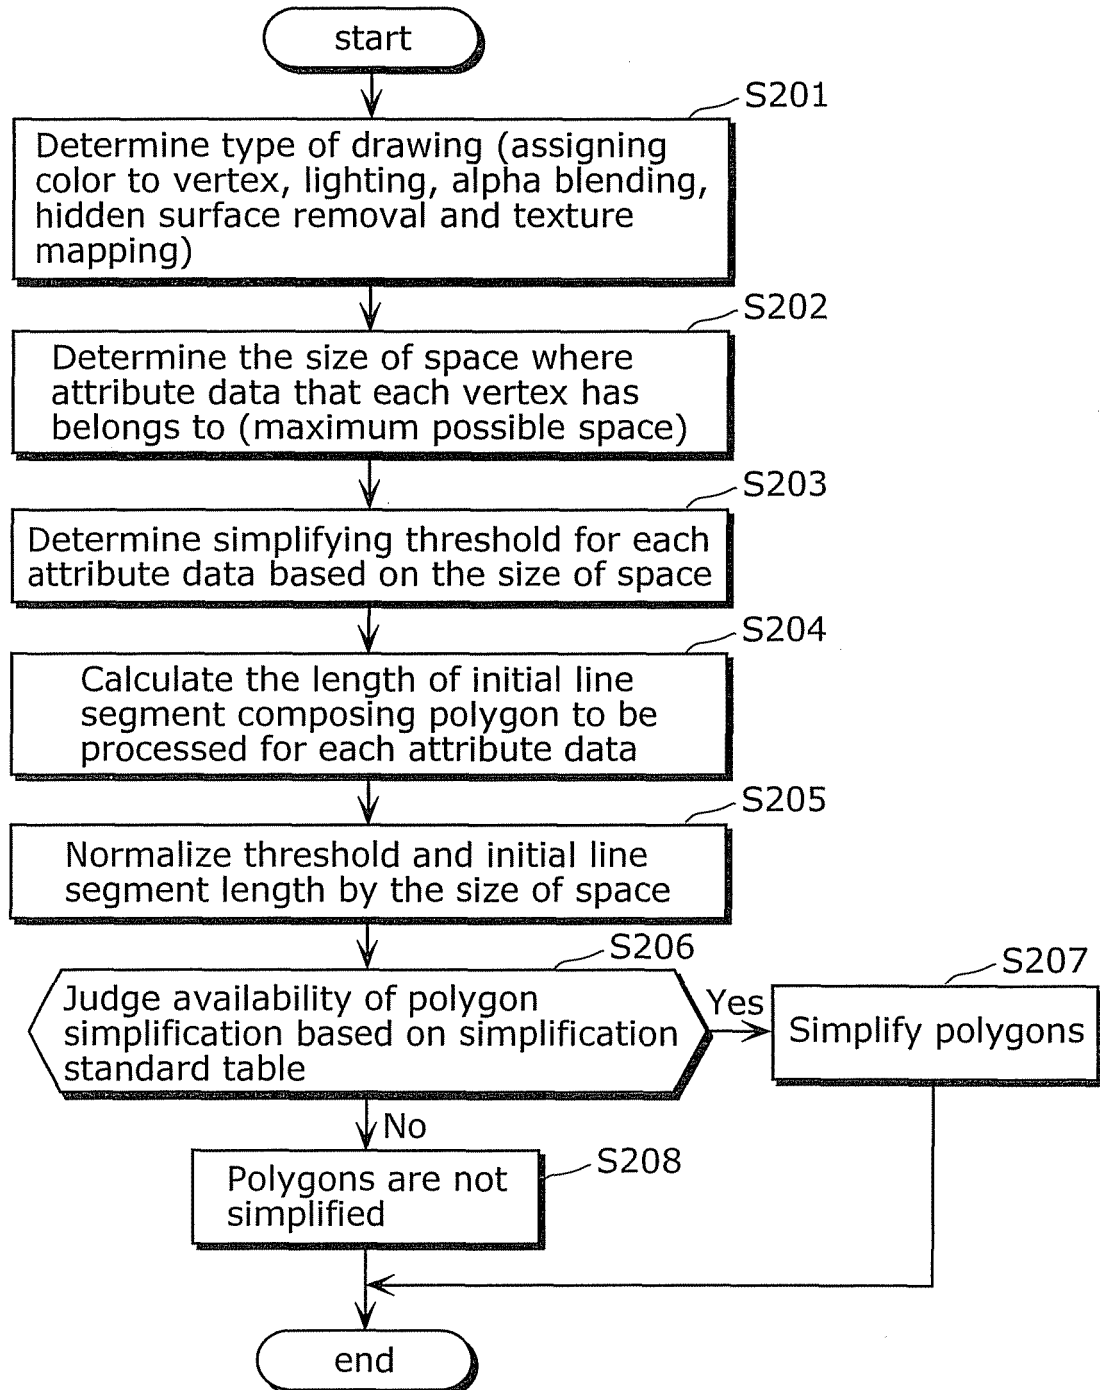 start
S201
Determine type of drawing (assigning
color to vertex, lighting, alpha blending,
hidden surface removal and texture
mapping)
S202
Determine the size of space where
attribute data that each vertex has
belongs to (maximum possible space)
S203
Determine simplifying threshold for each
attribute data based on the size of space
S204
Calculate the length of initial line
segment composing polygon to be
processed for each attribute data
S205
Normalize threshold and initial line
segment length by the size of space
S206
Judge availability of polygon
simplification based on simplification
standard table
Yes
S207
Simplify polygons
No
S208
Polygons are not
simplified
end